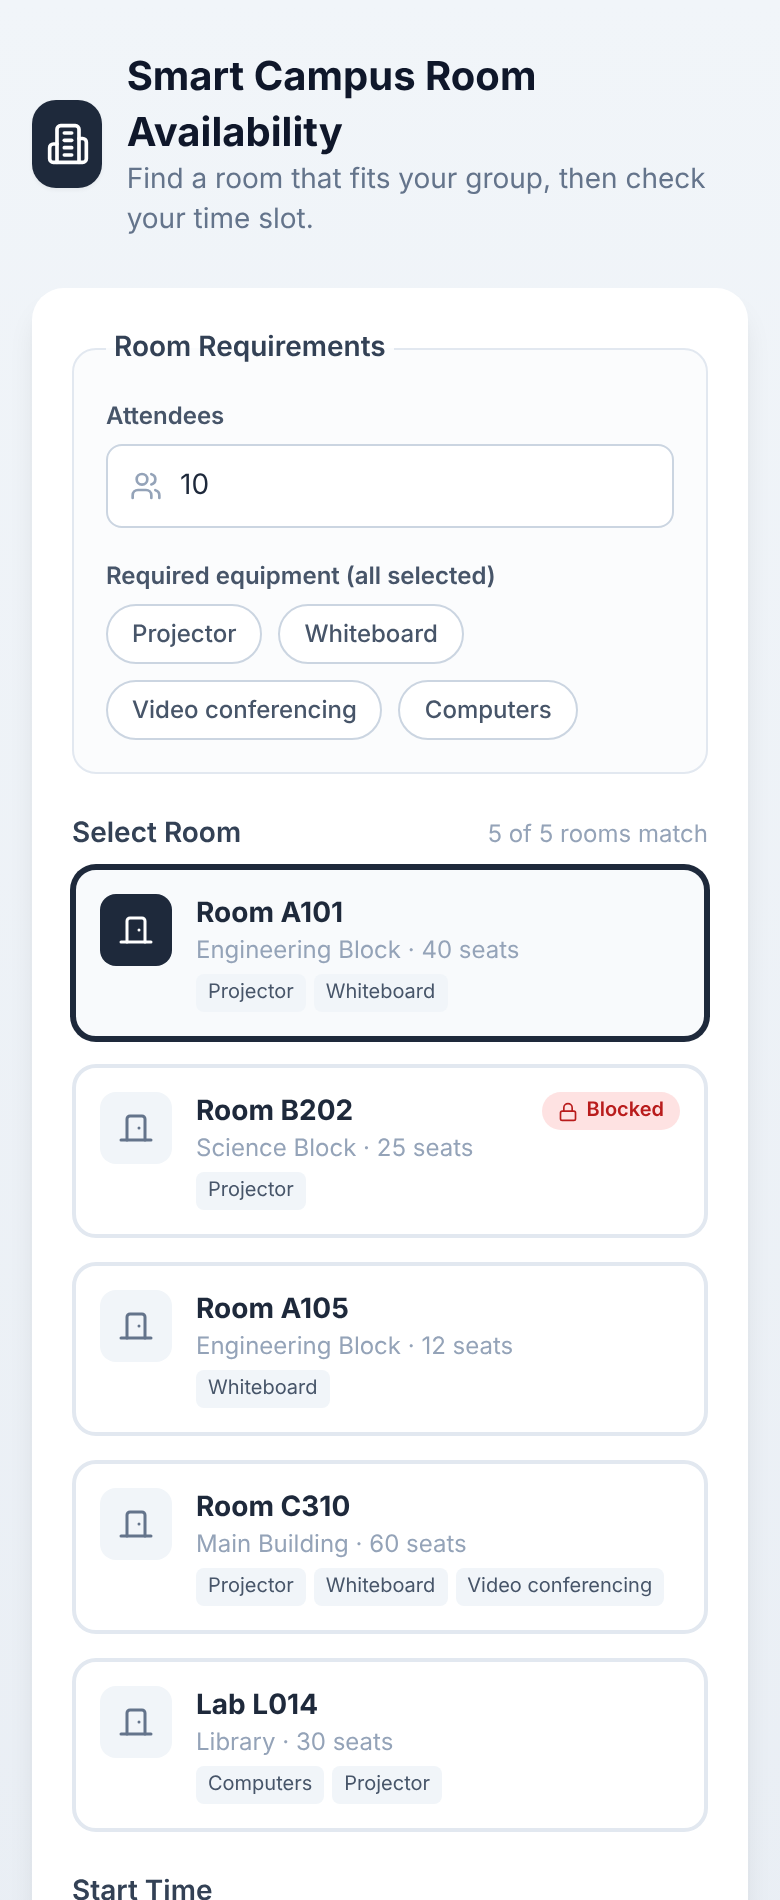 Smart Campus Room
Availability
Find a room that fits your group, then check
your time slot.
Room Requirements
Attendees
10
Required equipment (all selected)
Projector
Whiteboard
Video conferencing
Computers
Select Room
5 of 5 rooms match
Room A101
Engineering Block · 40 seats
Projector
Whiteboard
Room B202
Blocked
Science Block · 25 seats
Projector
Room A105
Engineering Block · 12 seats
Whiteboard
Room C310
Main Building · 60 seats
Projector
Whiteboard
Video conferencing
Lab L014
Library · 30 seats
Computers
Projector
Start Time